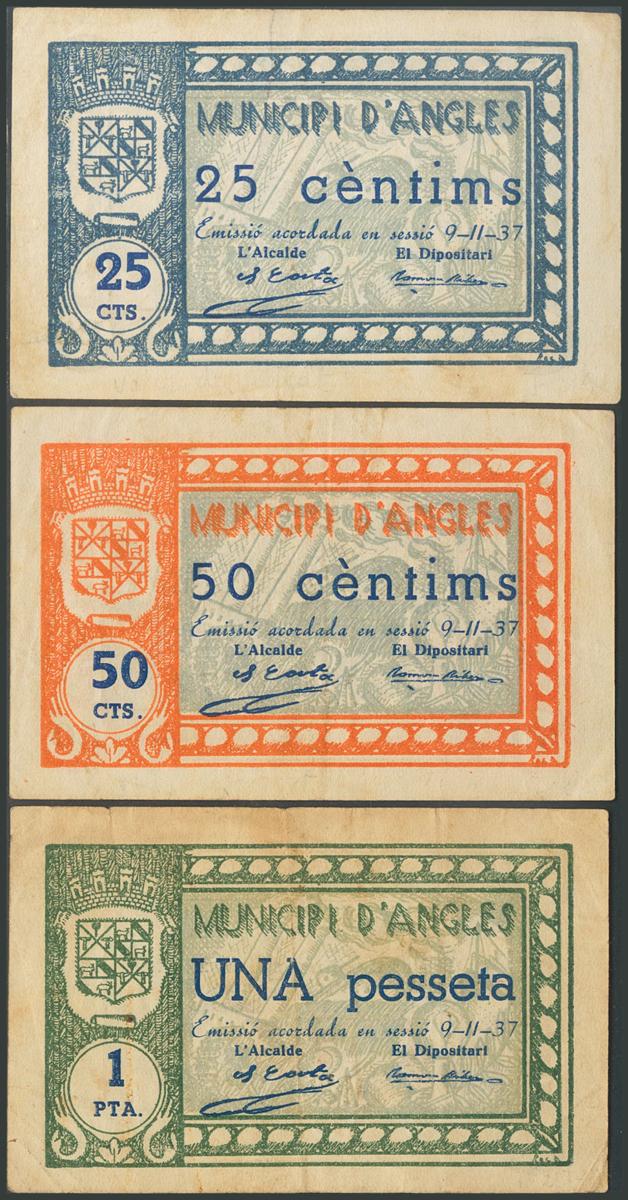 MUNICIPI D'ANGLES
25 cèntims
Emissió acordada en sessió 9-11-37
L'Alcalde El Dipositari
25
CTS.
MUNICIPI D'ANGLES
50 cèntims
Emissió acordada en sessió 9-11-37
L'Alcalde El Dipositari
50
CTS.
MUNICIPI D'ANGLES
UNA pesseta
Emissió acordada en sessió 9-11-37
L'Alcalde El Dipositari
1
PTA.